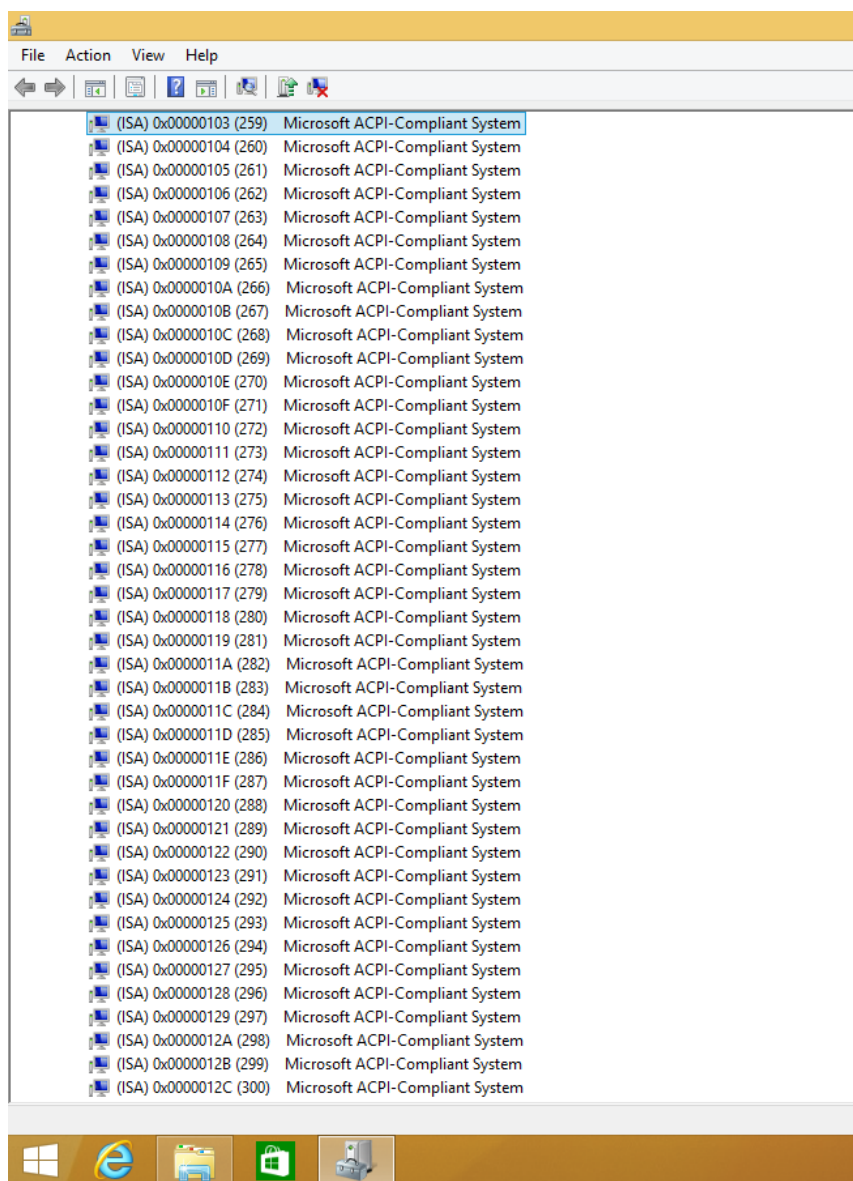 File Action View Help
(ISA) 0x00000103 (259) Microsoft ACPI-Compliant System
(ISA) 0x00000104 (260) Microsoft ACPI-Compliant System
(ISA) 0x00000105 (261) Microsoft ACPI-Compliant System
(ISA) 0x00000106 (262) Microsoft ACPI-Compliant System
(ISA) 0x00000107 (263) Microsoft ACPI-Compliant System
(ISA) 0x00000108 (264) Microsoft ACPI-Compliant System
(ISA) 0x00000109 (265) Microsoft ACPI-Compliant System
(ISA) 0x0000010A (266) Microsoft ACPI-Compliant System
(ISA) 0x0000010B (267) Microsoft ACPI-Compliant System
(ISA) 0x0000010C (268) Microsoft ACPI-Compliant System
(ISA) 0x0000010D (269) Microsoft ACPI-Compliant System
(ISA) 0x0000010E (270) Microsoft ACPI-Compliant System
(ISA) 0x0000010F (271) Microsoft ACPI-Compliant System
(ISA) 0x00000110 (272) Microsoft ACPI-Compliant System
(ISA) 0x00000111 (273) Microsoft ACPI-Compliant System
(ISA) 0x00000112 (274) Microsoft ACPI-Compliant System
(ISA) 0x00000113 (275) Microsoft ACPI-Compliant System
(ISA) 0x00000114 (276) Microsoft ACPI-Compliant System
(ISA) 0x00000115 (277) Microsoft ACPI-Compliant System
(ISA) 0x00000116 (278) Microsoft ACPI-Compliant System
(ISA) 0x00000117 (279) Microsoft ACPI-Compliant System
(ISA) 0x00000118 (280) Microsoft ACPI-Compliant System
(ISA) 0x00000119 (281) Microsoft ACPI-Compliant System
(ISA) 0x0000011A (282) Microsoft ACPI-Compliant System
(ISA) 0x0000011B (283) Microsoft ACPI-Compliant System
(ISA) 0x0000011C (284) Microsoft ACPI-Compliant System
(ISA) 0x0000011D (285) Microsoft ACPI-Compliant System
(ISA) 0x0000011E (286) Microsoft ACPI-Compliant System
(ISA) 0x0000011F (287) Microsoft ACPI-Compliant System
(ISA) 0x00000120 (288) Microsoft ACPI-Compliant System
(ISA) 0x00000121 (289) Microsoft ACPI-Compliant System
(ISA) 0x00000122 (290) Microsoft ACPI-Compliant System
(ISA) 0x00000123 (291) Microsoft ACPI-Compliant System
(ISA) 0x00000124 (292) Microsoft ACPI-Compliant System
(ISA) 0x00000125 (293) Microsoft ACPI-Compliant System
(ISA) 0x00000126 (294) Microsoft ACPI-Compliant System
(ISA) 0x00000127 (295) Microsoft ACPI-Compliant System
(ISA) 0x00000128 (296) Microsoft ACPI-Compliant System
(ISA) 0x00000129 (297) Microsoft ACPI-Compliant System
(ISA) 0x0000012A (298) Microsoft ACPI-Compliant System
(ISA) 0x0000012B (299) Microsoft ACPI-Compliant System
(ISA) 0x0000012C (300) Microsoft ACPI-Compliant System